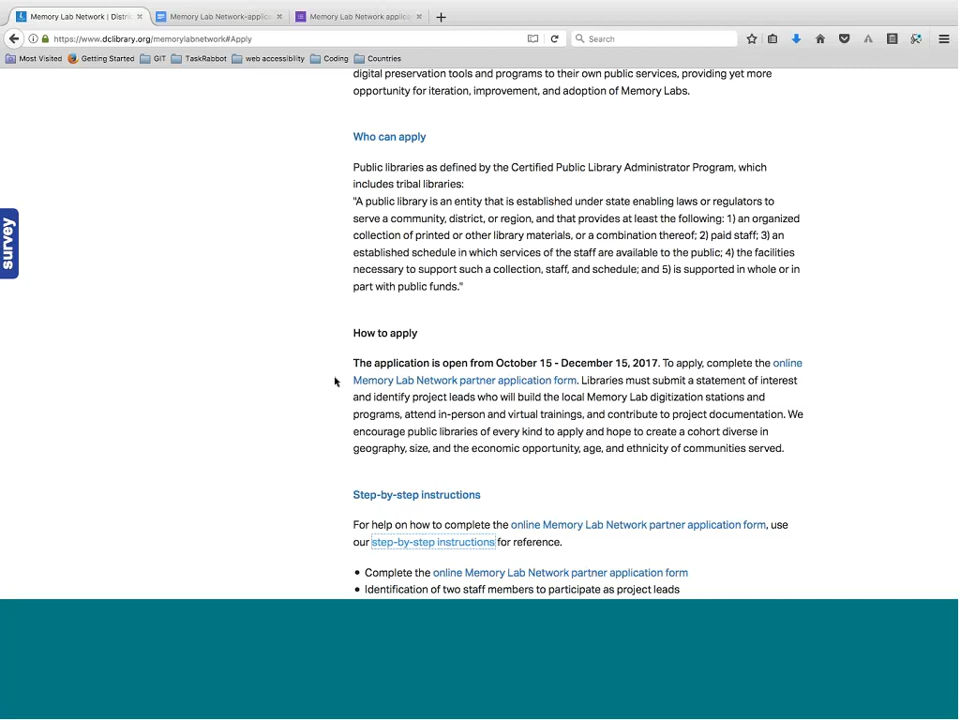 Memory Lab Network | Distri
Memory Lab Network-applic
Memory Lab Network applic
https://www.dclibrary.org/memorylabnetwork#Apply
Search
Most Visited
Getting Started
GIT
TaskRabbot
web accessibility
Coding
Countries
digital preservation tools and programs to their own public services, providing yet more
opportunity for iteration, improvement, and adoption of Memory Labs.
Who can apply
Public libraries as defined by the Certified Public Library Administrator Program, which
includes tribal libraries:
"A public library is an entity that is established under state enabling laws or regulators to
serve a community, district, or region, and that provides at least the following: 1) an organized
collection of printed or other library materials, or a combination thereof; 2) paid staff; 3) an
established schedule in which services of the staff are available to the public; 4) the facilities
necessary to support such a collection, staff, and schedule; and 5) is supported in whole or in
part with public funds."
survey
How to apply
The application is open from October 15 - December 15, 2017. To apply, complete the online
Memory Lab Network partner application form. Libraries must submit a statement of interest
and identify project leads who will build the local Memory Lab digitization stations and
programs, attend in-person and virtual trainings, and contribute to project documentation. We
encourage public libraries of every kind to apply and hope to create a cohort diverse in
geography, size, and the economic opportunity, age, and ethnicity of communities served.
Step-by-step instructions
For help on how to complete the online Memory Lab Network partner application form, use
our step-by-step instructions for reference.
• Complete the online Memory Lab Network partner application form
• Identification of two staff members to participate as project leads